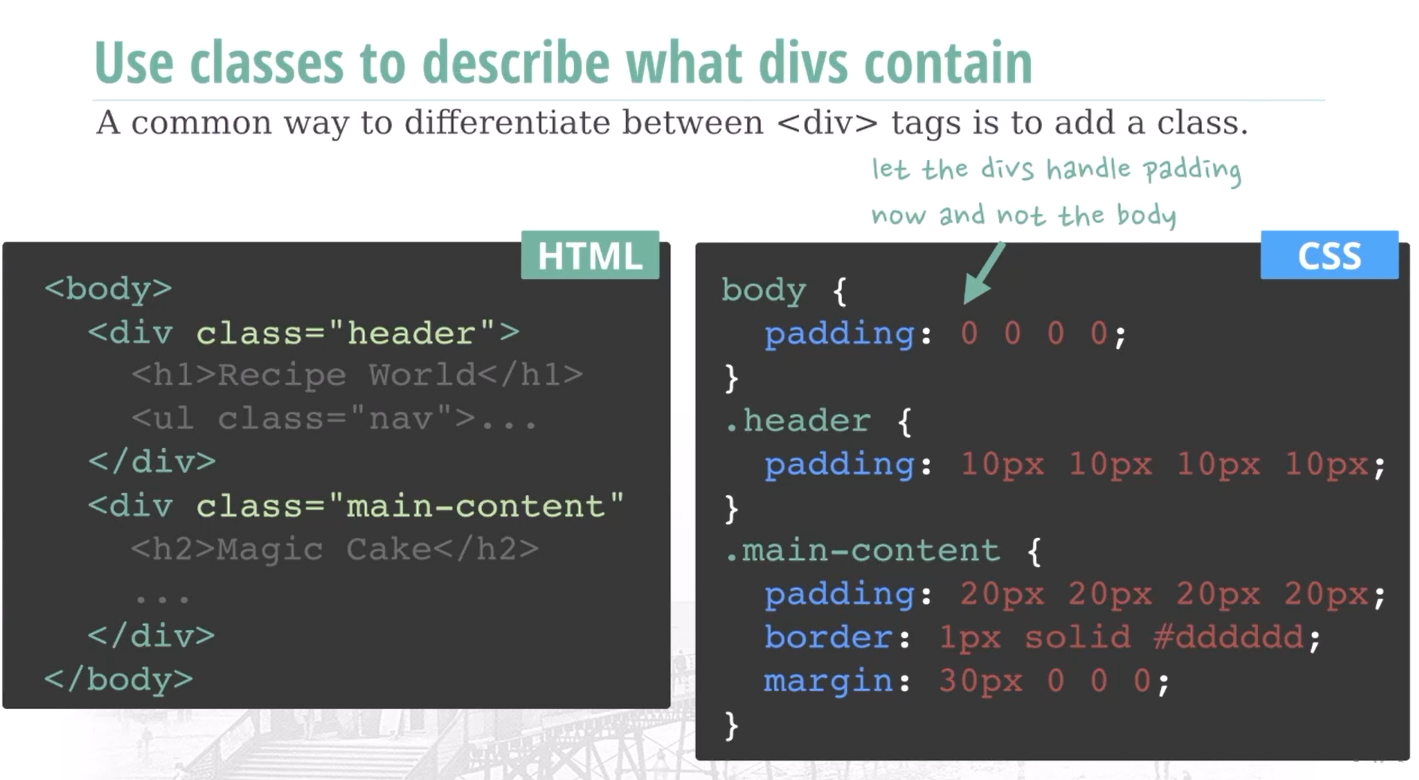 Use classes to describe what divs contain
A common way to differentiate between <div> tags is to add a class.
let the divs handle padding
now and not the body
HTML
<body>
<div class="header">
<h1>Recipe World</h1>
<ul class="nav">...
</div>
<div class="main-content"
<h2>Magic Cake</h2>
...
</div>
</body>
CSS
body {
padding: 0 0 0 0;
}
.header {
padding: 10px 10px 10px 10px;
}
.main-content {
padding: 20px 20px 20px 20px;
border: 1px solid #dddddd;
margin: 30px 0 0 0;
}